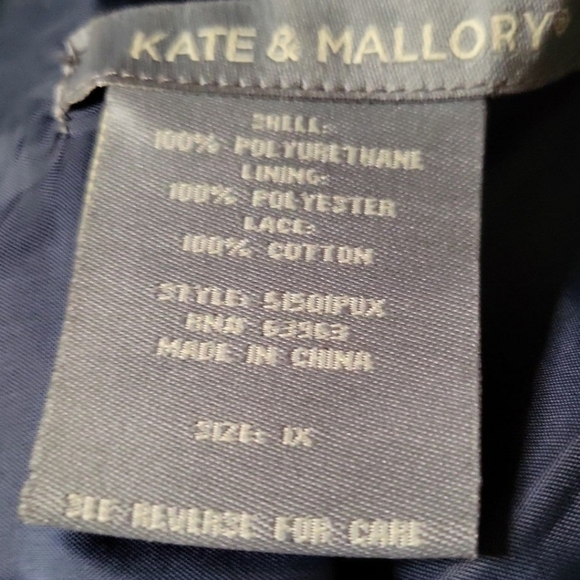 KATE & MALLORY®
SHELL:
100% POLYURETHANE
LINING:
100% POLYESTER
LACE:
100% COTTON
STYLE: S1501PUX
RN# 63963
MADE IN CHINA
SIZE: 1X
SEE REVERSE FOR CARE